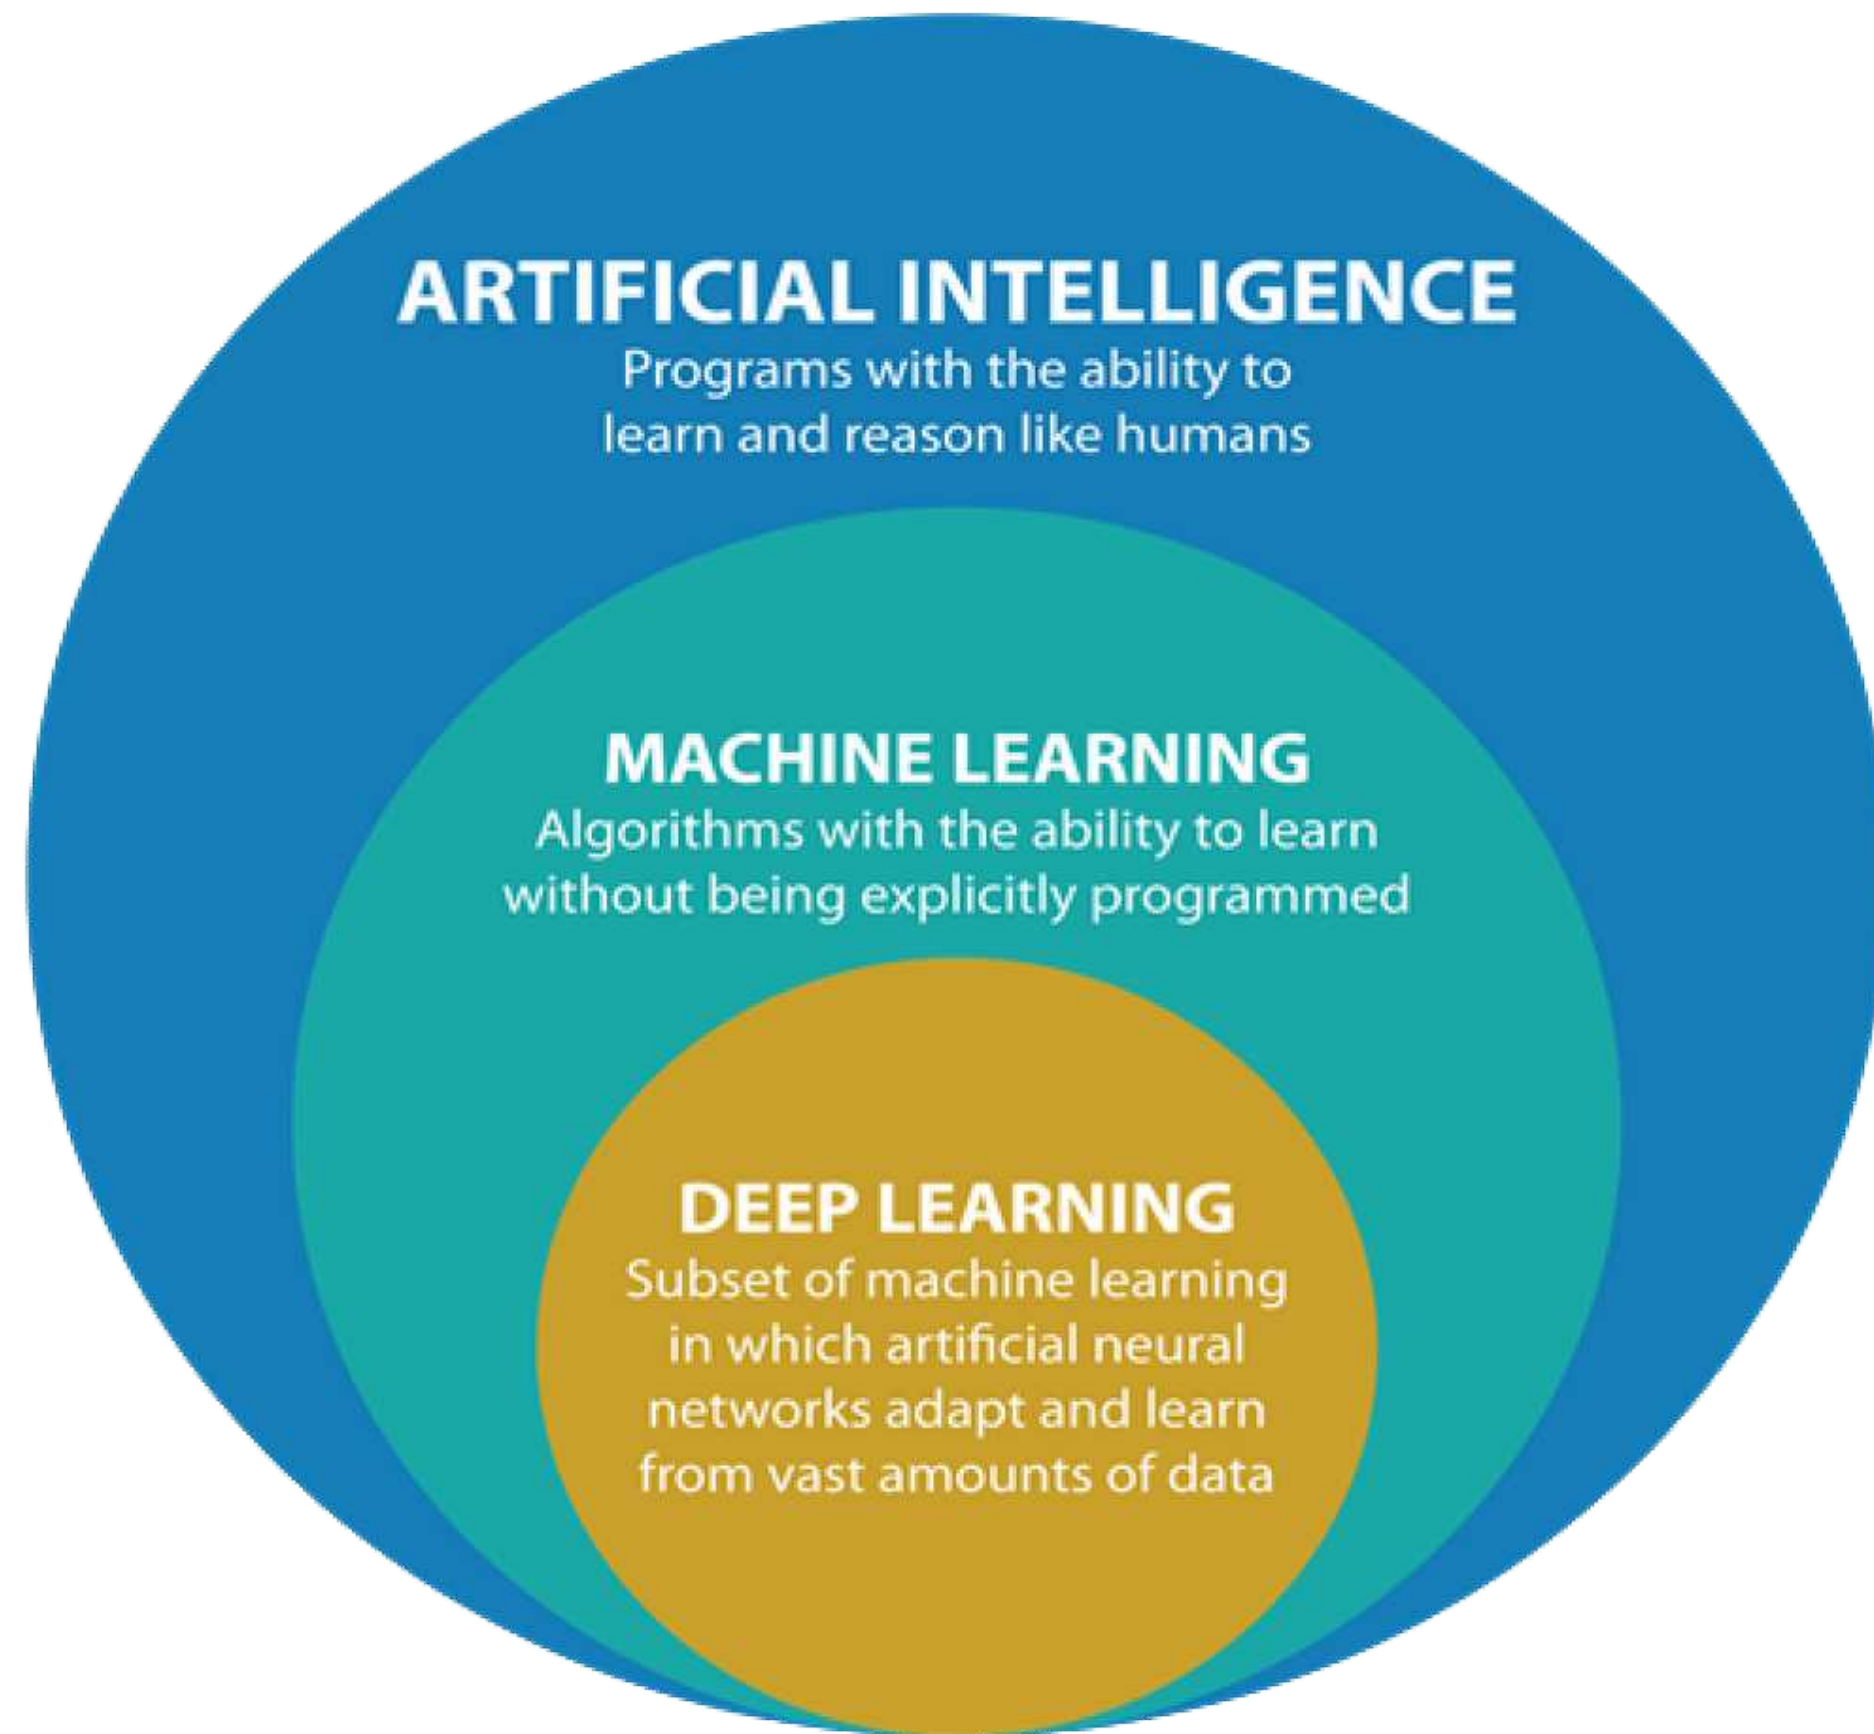 ARTIFICIAL INTELLIGENCE
Programs with the ability to
learn and reason like humans
MACHINE LEARNING
Algorithms with the ability to learn
without being explicitly programmed
DEEP LEARNING
Subset of machine learning
in which artificial neural
networks adapt and learn
from vast amounts of data